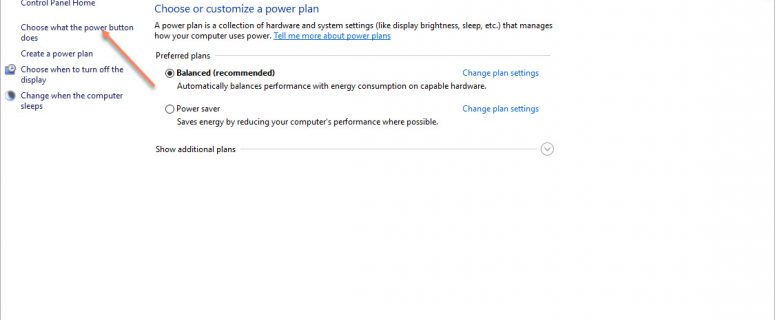 Control Panel Home
Choose what the power button
does
Create a power plan
Choose when to turn off the
display
Change when the computer
sleeps
Choose or customize a power plan
A power plan is a collection of hardware and system settings (like display brightness, sleep, etc.) that manages
how your computer uses power. Tell me more about power plans
Preferred plans
Balanced (recommended) Change plan settings
Automatically balances performance with energy consumption on capable hardware.
Power saver Change plan settings
Saves energy by reducing your computer's performance where possible.
Show additional plans